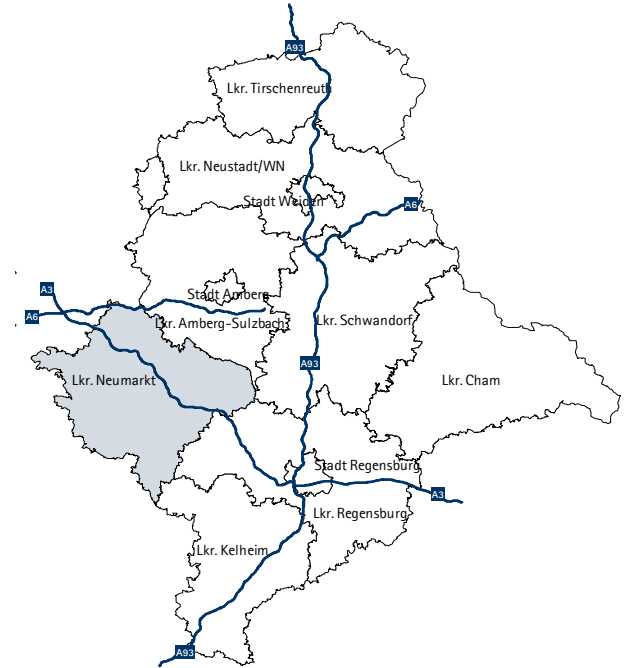 A93
Lkr. Tirschenreuth
Lkr. Neustadt/WN
Stadt Weiden
A6
A3
Stadt Amberg
A6
Lkr. Amberg-Sulzbach
Lkr. Schwandorf
A93
Lkr. Neumarkt
Lkr. Cham
Stadt Regensburg
A3
Lkr. Regensburg
Lkr. Kelheim
A93